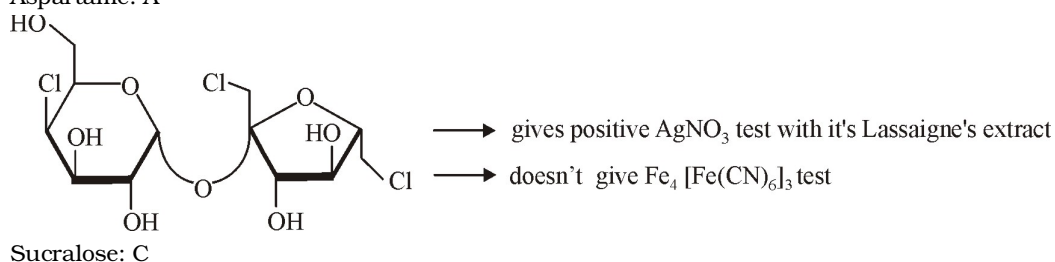 Aspartame: A
HO
Cl
O
Cl
O
OH
HO
→ gives positive AgNO₃ test with it's Lassaigne's extract
O
Cl
→ doesn't give Fe₄ [Fe(CN)₆]₃ test
OH
OH
Sucralose: C